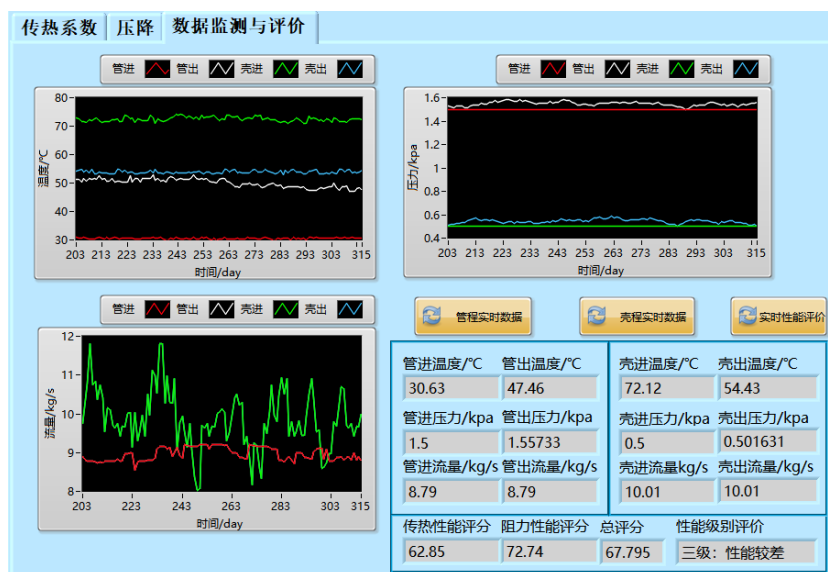 传热系数 压降 数据监测与评价
管进 管出 壳进 壳出
80
70
60
50
40
30
温度/℃
203 213 223 233 243 253 263 273 283 293 303 315
时间/day
管进 管出 壳进 壳出
1.6
1.4
1.2
1
0.8
0.6
0.4
压力/kpa
203 213 223 233 243 253 263 273 283 293 303 315
时间/day
管进 管出 壳进 壳出
12
11
10
9
8
流量/kg/s
203 223 243 263 283 303 315
时间/day
管程实时数据 壳程实时数据 实时性能评价
管进温度/℃ 管出温度/℃
30.63 47.46
管进压力/kpa 管出压力/kpa
1.5 1.55733
管进流量/kg/s 管出流量/kg/s
8.79 8.79
壳进温度/℃ 壳出温度/℃
72.12 54.43
壳进压力/kpa 壳出压力/kpa
0.5 0.501631
壳进流量kg/s 壳出流量/kg/s
10.01 10.01
传热性能评分 阻力性能评分 总评分 性能级别评价
62.85 72.74 67.795 三级：性能较差